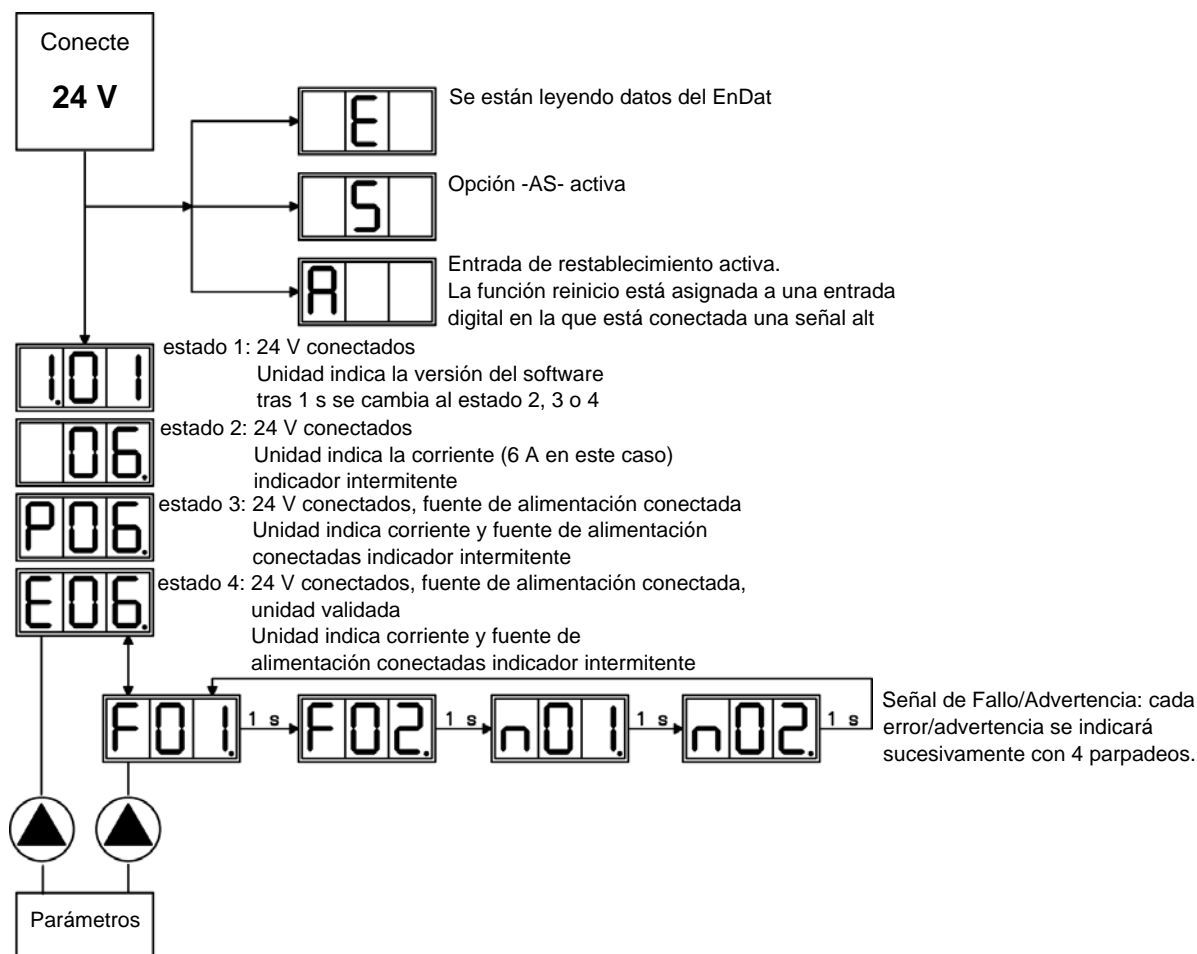 Conecte
24 V
E
Se están leyendo datos del EnDat
S
Opción -AS- activa
A
Entrada de restablecimiento activa.
La función reinicio está asignada a una entrada
digital en la que está conectada una señal alt
1.01
estado 1: 24 V conectados
Unidad indica la versión del software
tras 1 s se cambia al estado 2, 3 o 4
06.
estado 2: 24 V conectados
Unidad indica la corriente (6 A en este caso)
indicador intermitente
P06.
estado 3: 24 V conectados, fuente de alimentación conectada
Unidad indica corriente y fuente de alimentación
conectadas indicador intermitente
E06.
estado 4: 24 V conectados, fuente de alimentación conectada,
unidad validada
Unidad indica corriente y fuente de
alimentación conectadas indicador intermitente
F01. 1 s F02. 1 s n01. 1 s n02. 1 s
Señal de Fallo/Advertencia: cada
error/advertencia se indicará
sucesivamente con 4 parpadeos.
Parámetros